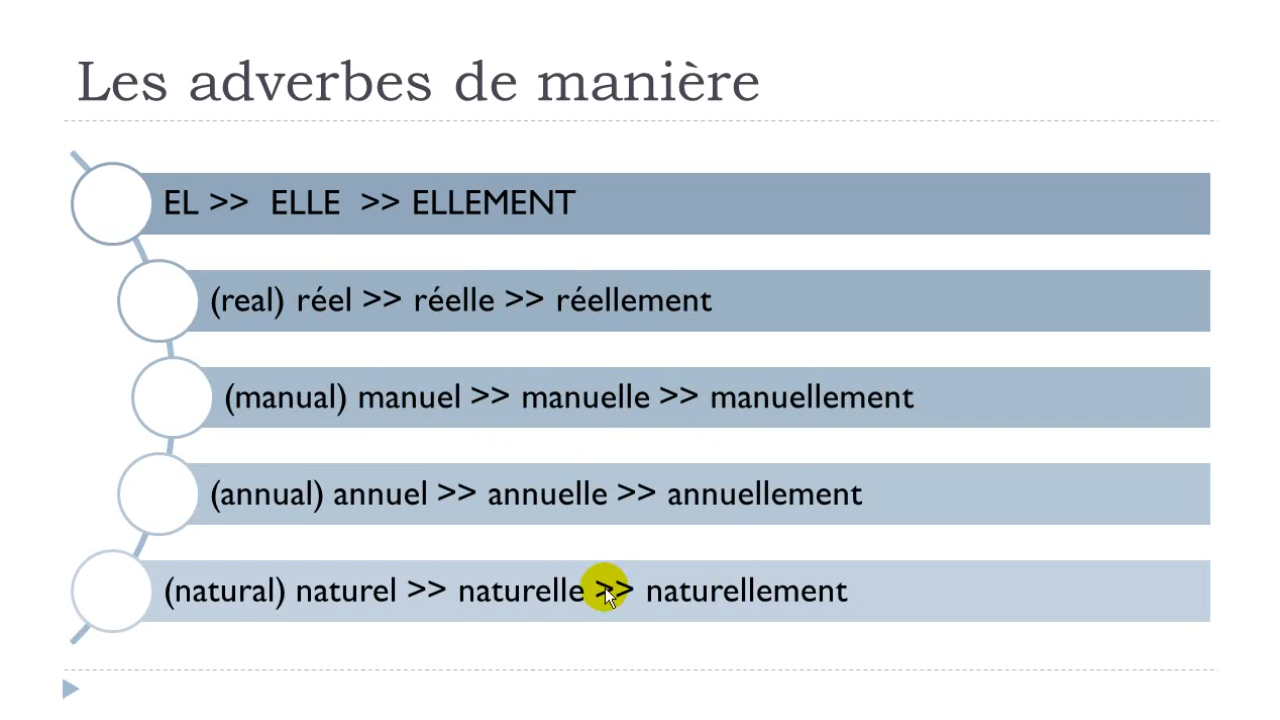 Les adverbes de manière
EL >> ELLE >> ELLEMENT
(real) réel >> réelle >> réellement
(manual) manuel >> manuelle >> manuellement
(annual) annuel >> annuelle >> annuellement
(natural) naturel >> naturelle >> naturellement